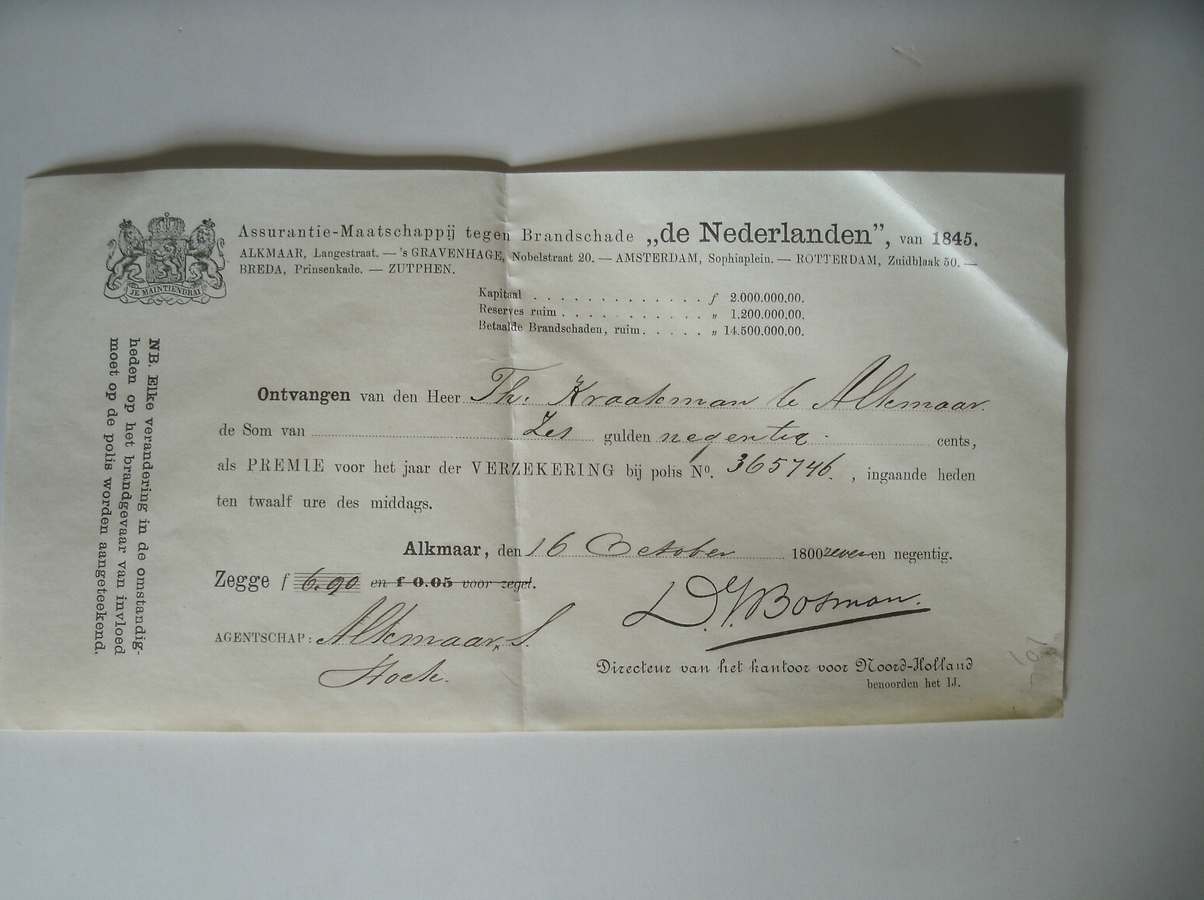 Assurantie-Maatschappij tegen Brandschade „de Nederlanden”, van 1845.
ALKMAAR, Langestraat. — 's GRAVENHAGE, Nobelstraat 20. — AMSTERDAM, Sophiaplein. — ROTTERDAM, Zuidblaak 50. —
BREDA, Prinsenkade. — ZUTPHEN.
JE MAINTIENDRAI
Kapitaal . . . . . . . . . . . . . ƒ 2.000.000.00.
Reserves ruim . . . . . . . . . . . „ 1.200.000.00.
Betaalde Brandschaden, ruim . . . . . „ 14.500.000.00.
NB. Elke verandering in de omstandig-
heden op het brandgevaar van invloed
moet op de polis worden aangeteekend.
Ontvangen van den Heer Th. Kraakman te Alkmaar.
de Som van Zes gulden negentig cents,
als PREMIE voor het jaar der VERZEKERING bij polis No. 365746. , ingaande heden
ten twaalf ure des middags.
Alkmaar, den 16 October 1800 zeven en negentig.
Zegge f 6.90 en f 0.05 voor zegel.
D. Bosman.
AGENTSCHAP: Alkmaar, S.
Directeur van het kantoor voor Noord-Holland
benoorden het IJ.